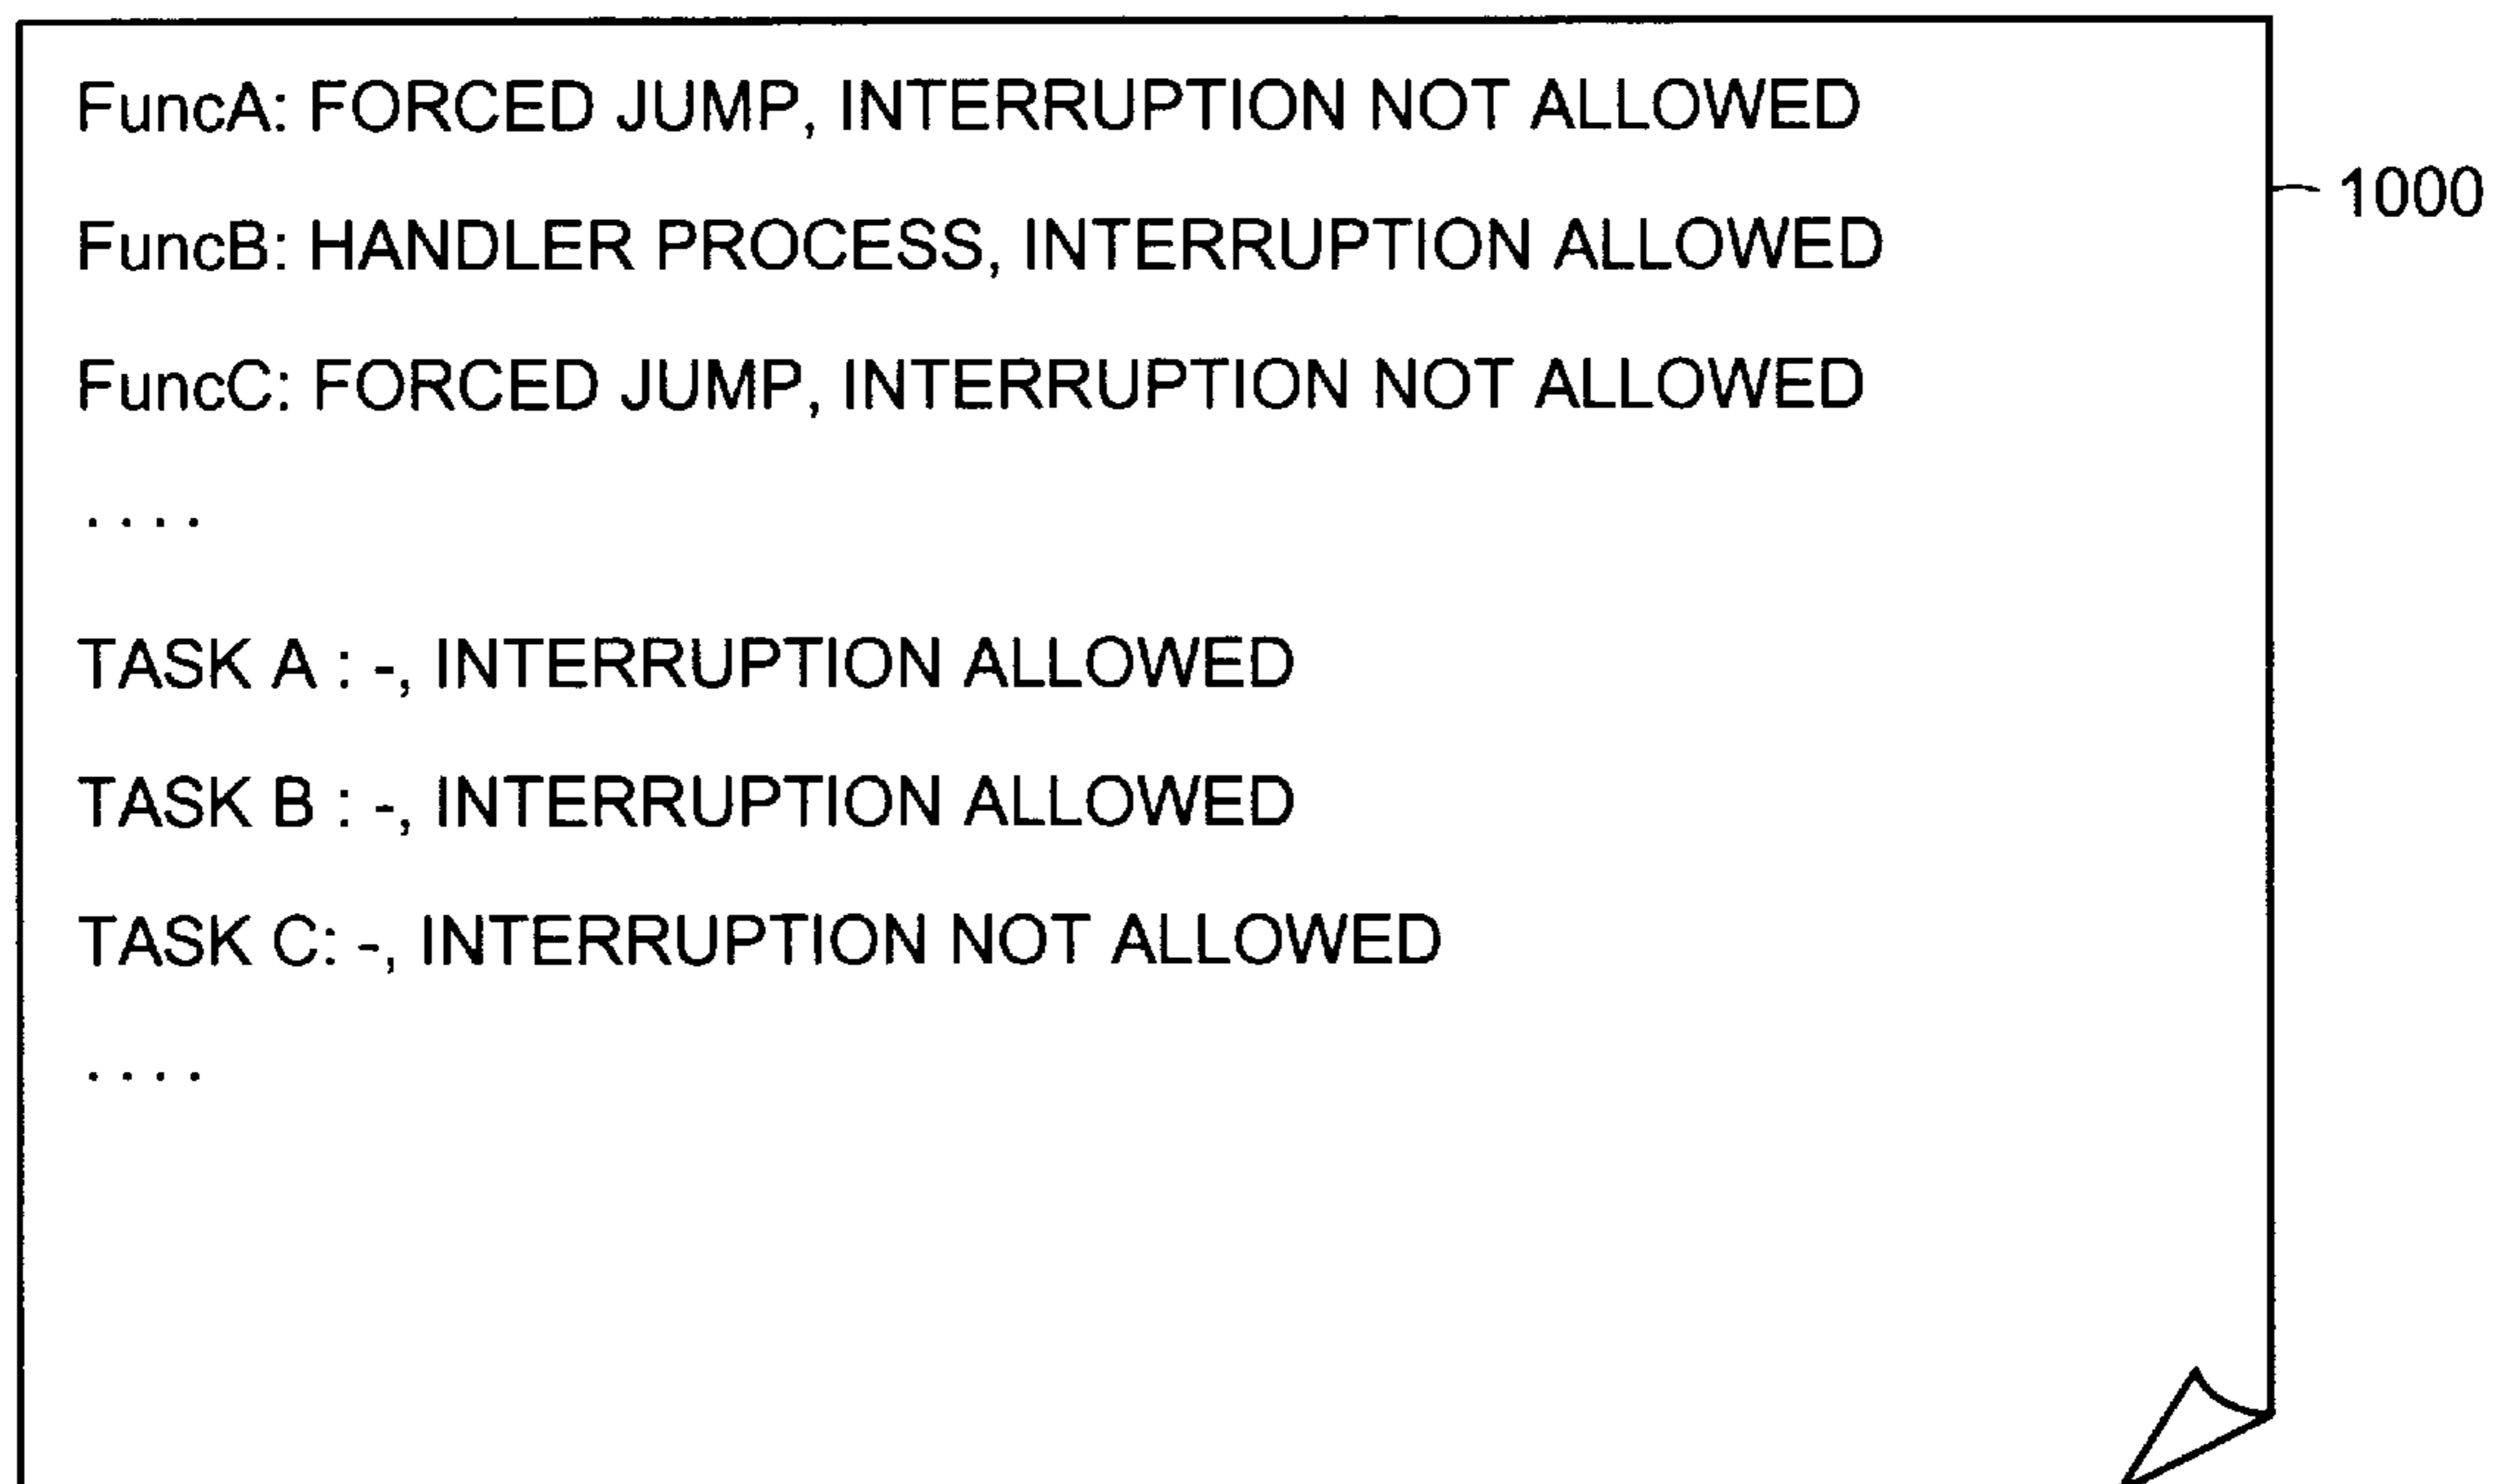 FuncA: FORCED JUMP, INTERRUPTION NOT ALLOWED
1000
FuncB: HANDLER PROCESS, INTERRUPTION ALLOWED
FuncC: FORCED JUMP, INTERRUPTION NOT ALLOWED
....
TASK A : -, INTERRUPTION ALLOWED
TASK B : -, INTERRUPTION ALLOWED
TASK C: -, INTERRUPTION NOT ALLOWED
....